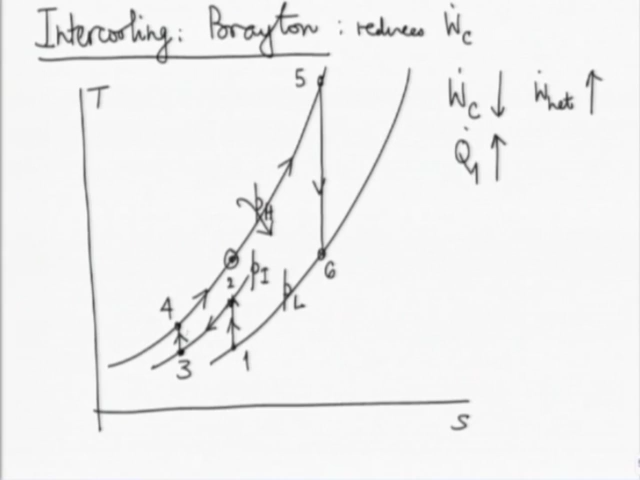 Intercooling: Brayton: reduces Ẇc
T
5
Ẇc ↓ Ẇnet ↑
Q̇H ↑
pH
6
2
pI
pL
4
3
1
s